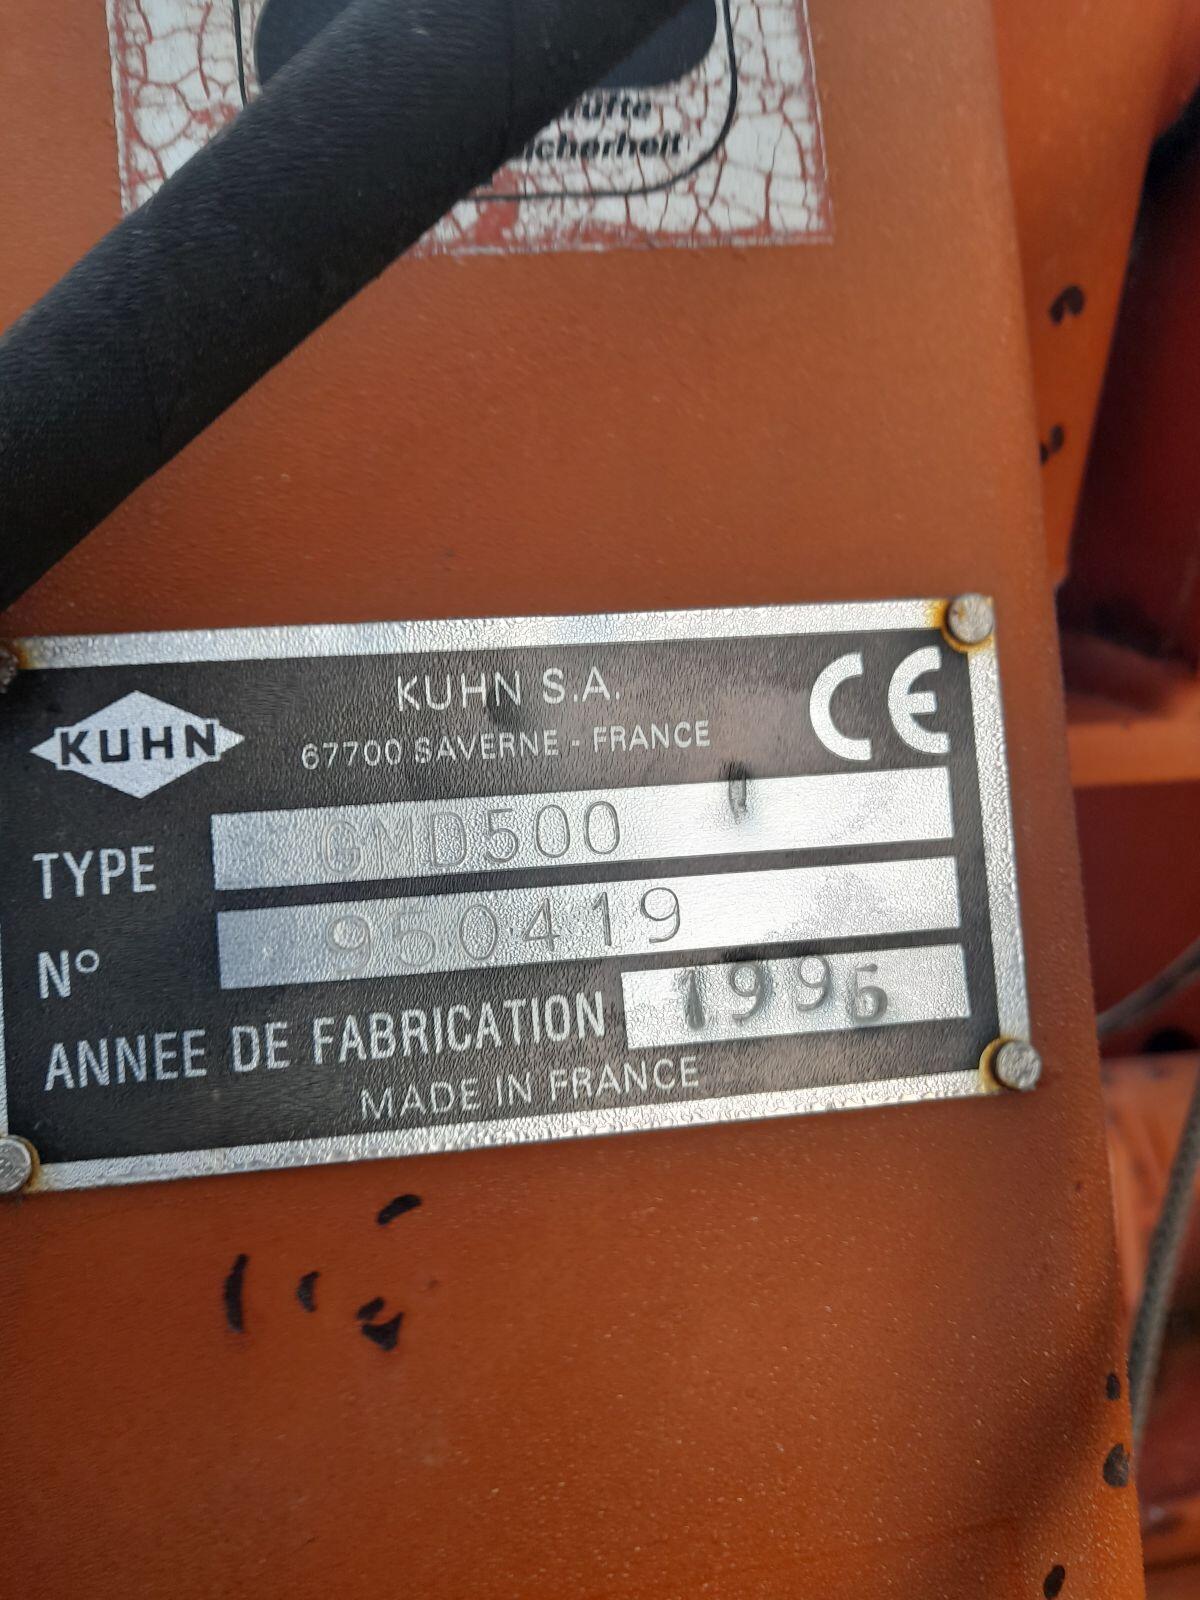 KUHN
KUHN S.A.
67700 SAVERNE - FRANCE
CE
TYPE GMD500
N° 950419
ANNEE DE FABRICATION 1996
MADE IN FRANCE